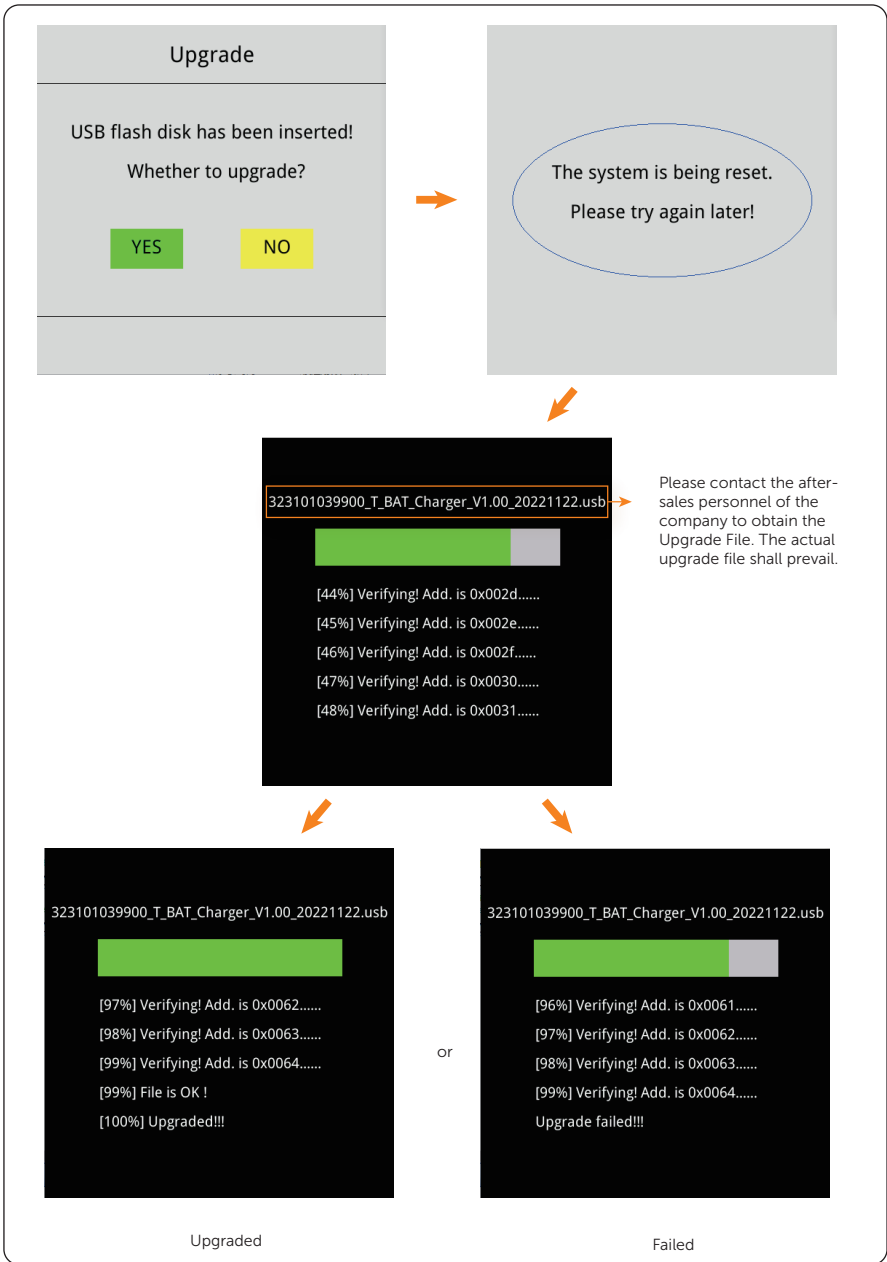 Upgrade
USB flash disk has been inserted!
Whether to upgrade?
YES
NO
The system is being reset.
Please try again later!
323101039900_T_BAT_Charger_V1.00_20221122.usb
[44%] Verifying! Add. is 0x002d......
[45%] Verifying! Add. is 0x002e......
[46%] Verifying! Add. is 0x002f......
[47%] Verifying! Add. is 0x0030......
[48%] Verifying! Add. is 0x0031......
Please contact the after-
sales personnel of the
company to obtain the
Upgrade File. The actual
upgrade file shall prevail.
323101039900_T_BAT_Charger_V1.00_20221122.usb
[97%] Verifying! Add. is 0x0062......
[98%] Verifying! Add. is 0x0063......
[99%] Verifying! Add. is 0x0064......
[99%] File is OK !
[100%] Upgraded!!!
Upgraded
or
323101039900_T_BAT_Charger_V1.00_20221122.usb
[96%] Verifying! Add. is 0x0061......
[97%] Verifying! Add. is 0x0062......
[98%] Verifying! Add. is 0x0063......
[99%] Verifying! Add. is 0x0064......
Upgrade failed!!!
Failed